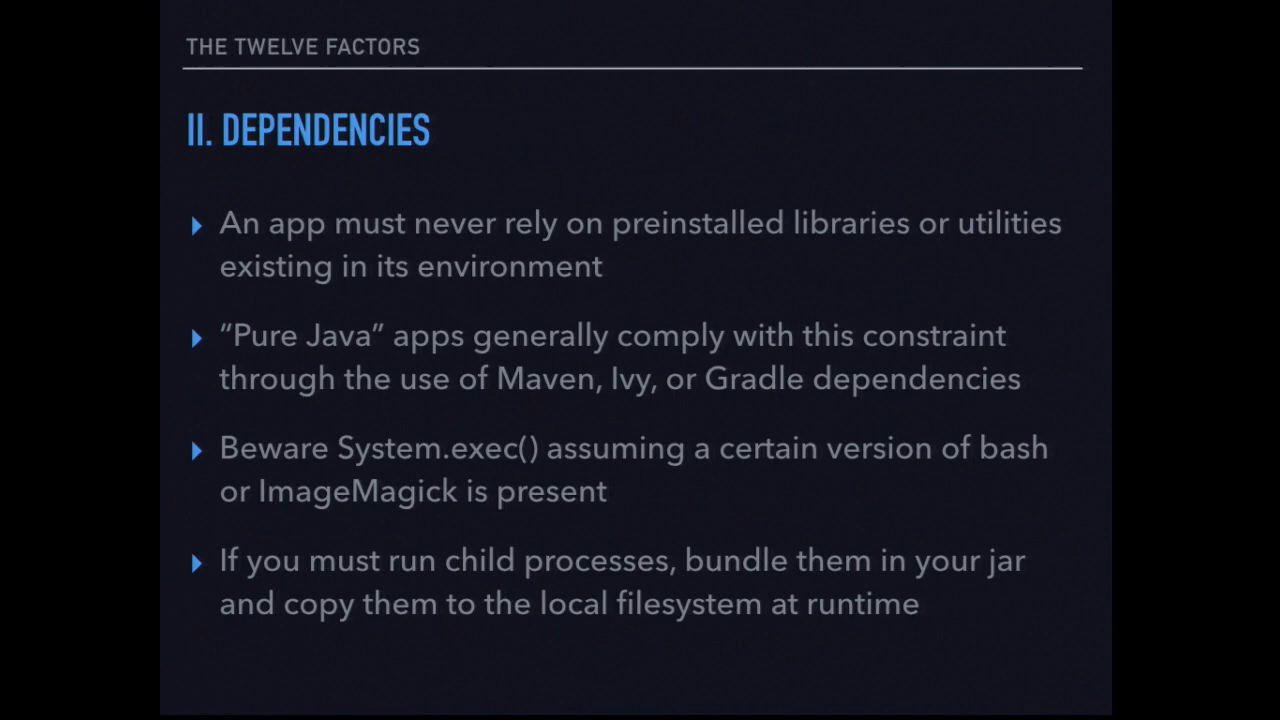 THE TWELVE FACTORS
II. DEPENDENCIES
An app must never rely on preinstalled libraries or utilities
existing in its environment
“Pure Java” apps generally comply with this constraint
through the use of Maven, Ivy, or Gradle dependencies
Beware System.exec() assuming a certain version of bash
or ImageMagick is present
If you must run child processes, bundle them in your jar
and copy them to the local filesystem at runtime